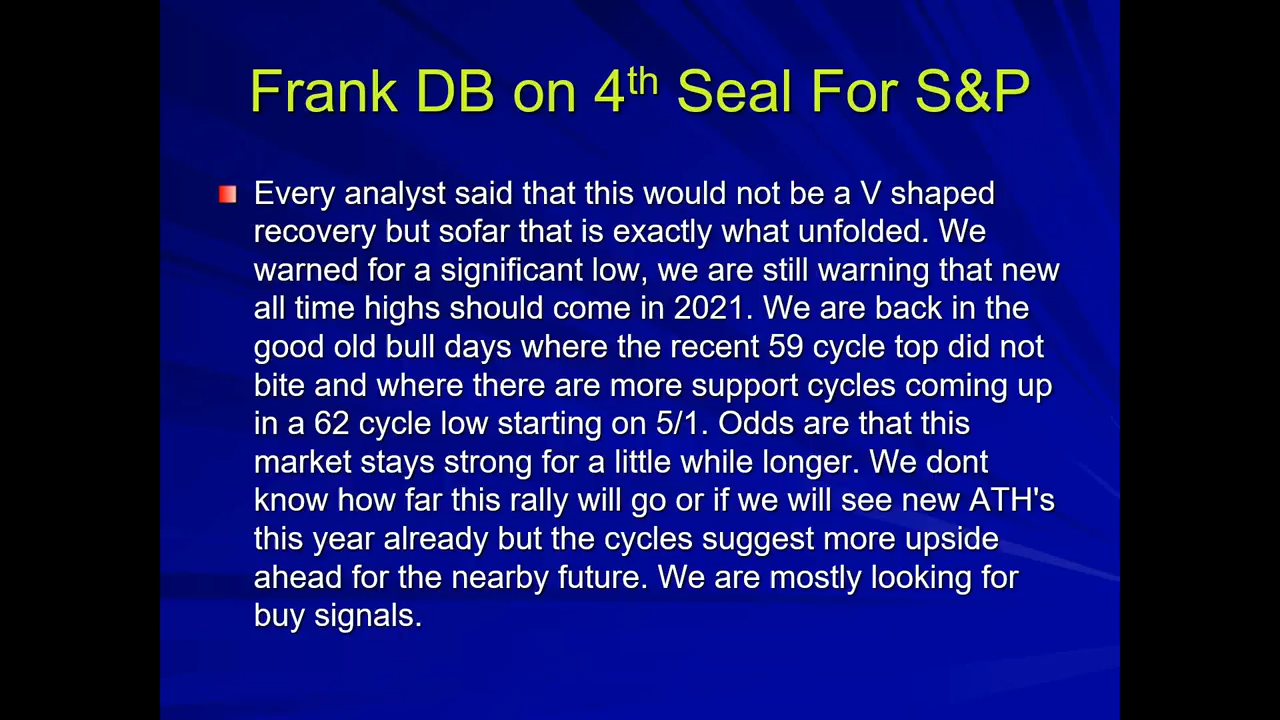 Frank DB on 4th Seal For S&P
Every analyst said that this would not be a V shaped
recovery but sofar that is exactly what unfolded. We
warned for a significant low, we are still warning that new
all time highs should come in 2021. We are back in the
good old bull days where the recent 59 cycle top did not
bite and where there are more support cycles coming up
in a 62 cycle low starting on 5/1. Odds are that this
market stays strong for a little while longer. We dont
know how far this rally will go or if we will see new ATH's
this year already but the cycles suggest more upside
ahead for the nearby future. We are mostly looking for
buy signals.